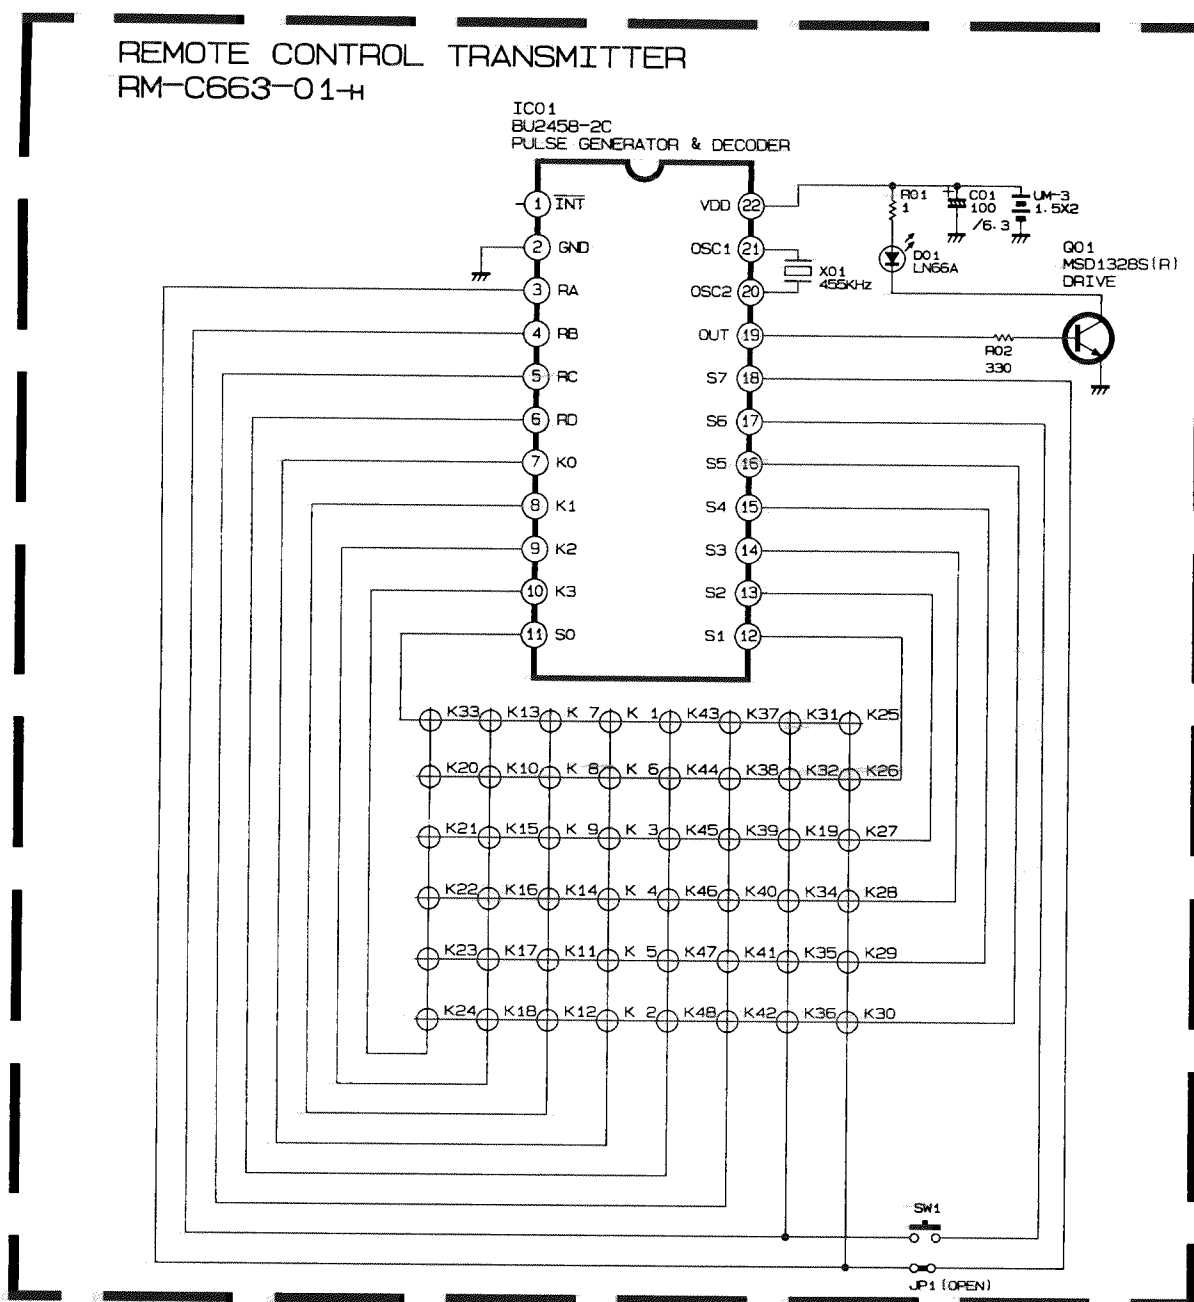 REMOTE CONTROL TRANSMITTER
RM-C663-01-H
IC01
BU2458-2C
PULSE GENERATOR & DECODER
1 INT
2 GND
3 RA
4 RB
5 RC
6 RD
7 K0
8 K1
9 K2
10 K3
11 S0
VDD 22
OSC1 21
OSC2 20
OUT 19
S7 18
S6 17
S5 16
S4 15
S3 14
S2 13
S1 12
R01
1
+ C01
100
/6.3
UM-3
1.5X2
D01
LN66A
X01
455KHz
Q01
MSD1328S(R)
DRIVE
R02
330
K33 K13 K 7 K 1 K43 K37 K31 K25
K20 K10 K 8 K 6 K44 K38 K32 K26
K21 K15 K 9 K 3 K45 K39 K19 K27
K22 K16 K14 K 4 K46 K40 K34 K28
K23 K17 K11 K 5 K47 K41 K35 K29
K24 K18 K12 K 2 K48 K42 K36 K30
SW1
JP1 (OPEN)